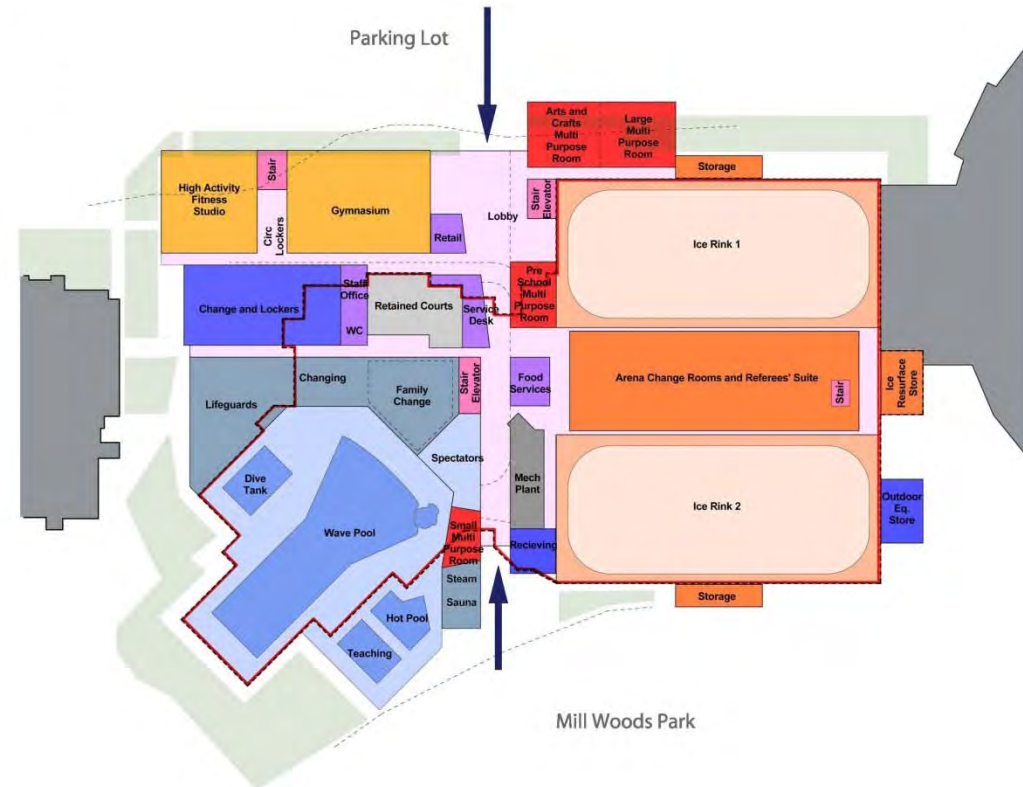 Parking Lot
Arts and
Crafts
Multi
Purpose
Room
Large
Multi
Purpose
Room
Storage
High Activity
Fitness
Studio
Stair
Circ
Lockers
Gymnasium
Retail
Lobby
Stair
Elevator
Ice Rink 1
Change and Lockers
Staff
Office
WC
Retained Courts
Service
Desk
Pre
School
Multi
Purpose
Room
Changing
Lifeguards
Family
Change
Stair
Elevator
Food
Services
Arena Change Rooms and Referees' Suite
Stair
Ice
Resurface
Store
Spectators
Dive
Tank
Wave Pool
Mech
Plant
Ice Rink 2
Outdoor
Eq.
Store
Small
Multi
Purpose
Room
Recieving
Steam
Sauna
Storage
Hot Pool
Teaching
Mill Woods Park